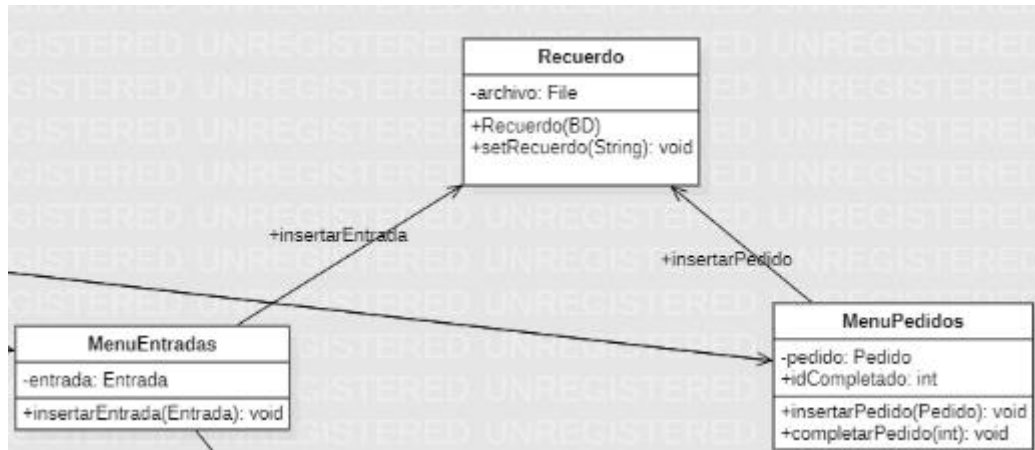 Recuerdo
-archivo: File
+Recuerdo(BD)
+setRecuerdo(String): void
+insertarEntrada
+insertarPedido
MenuEntradas
-entrada: Entrada
+insertarEntrada(Entrada): void
MenuPedidos
-pedido: Pedido
+idCompletado: int
+insertarPedido(Pedido): void
+completarPedido(int): void
UNREGISTERED